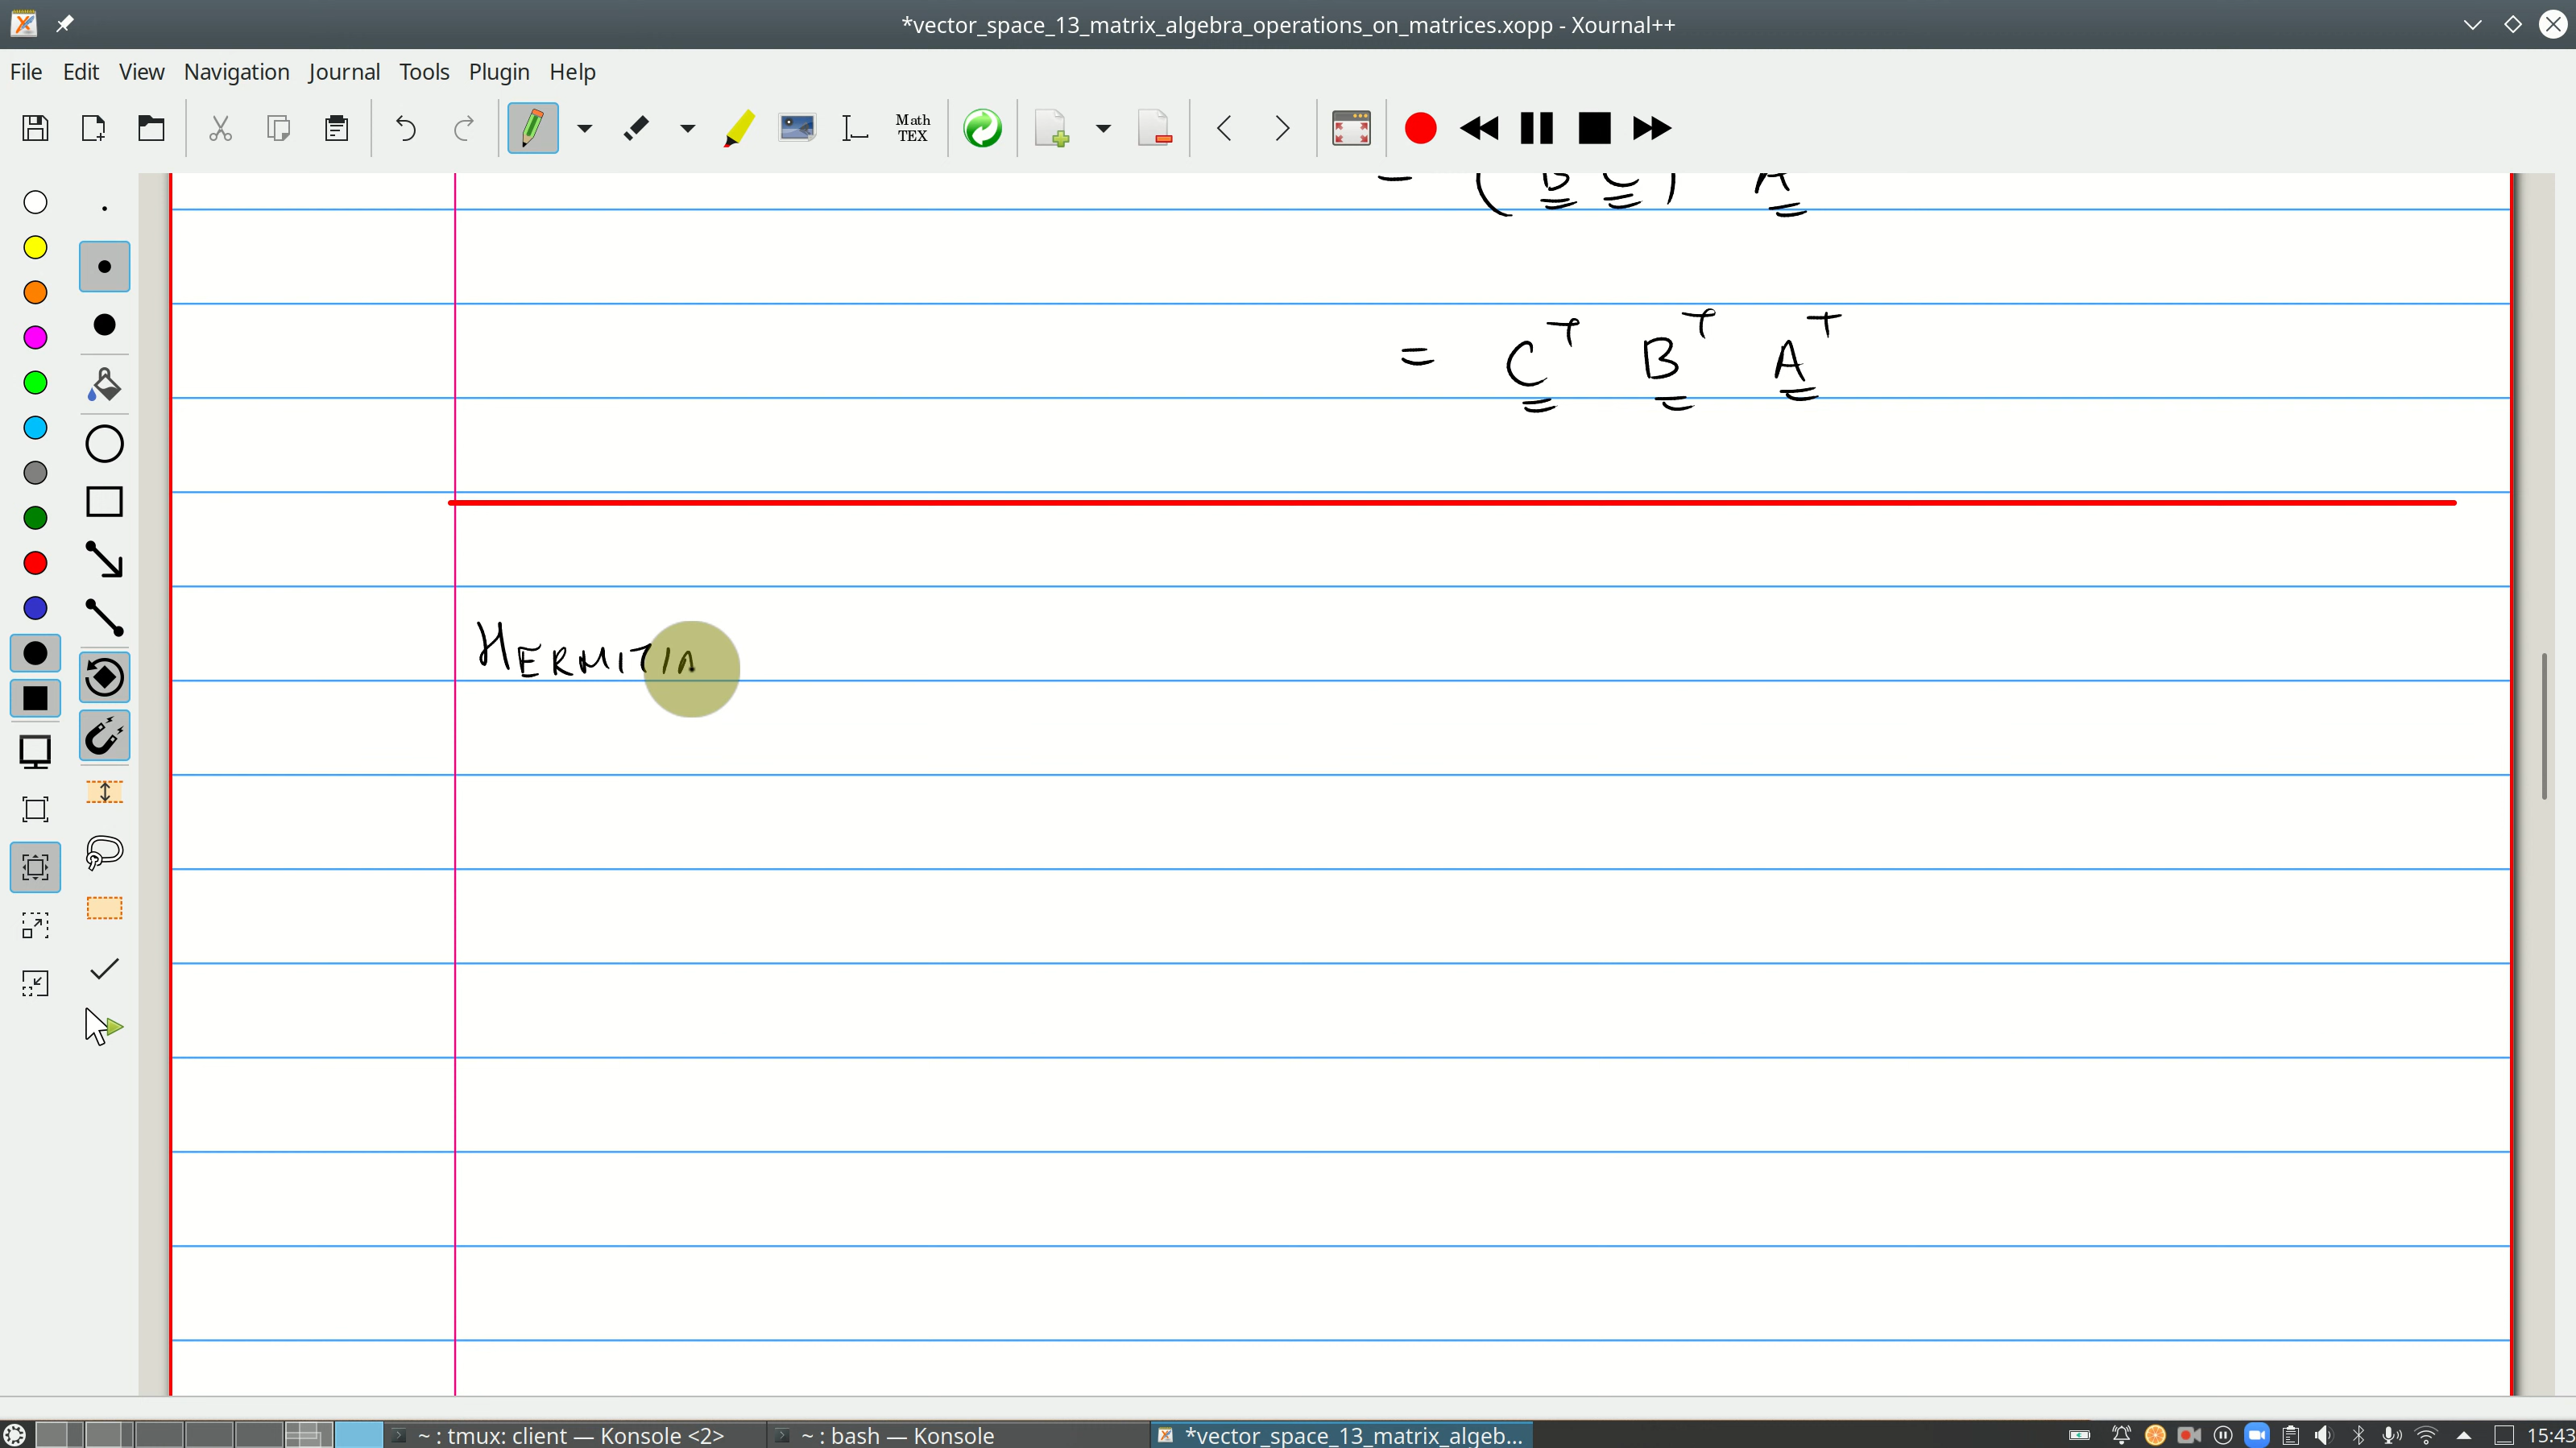 *vector_space_13_matrix_algebra_operations_on_matrices.xopp - Xournal++
File Edit View Navigation Journal Tools Plugin Help
Math
TEX
= ( B C ) A
= C^T B^T A^T
HERMITIA
~ : tmux: client — Konsole <2> ~ : bash — Konsole *vector_space_13_matrix_algeb... 15:43